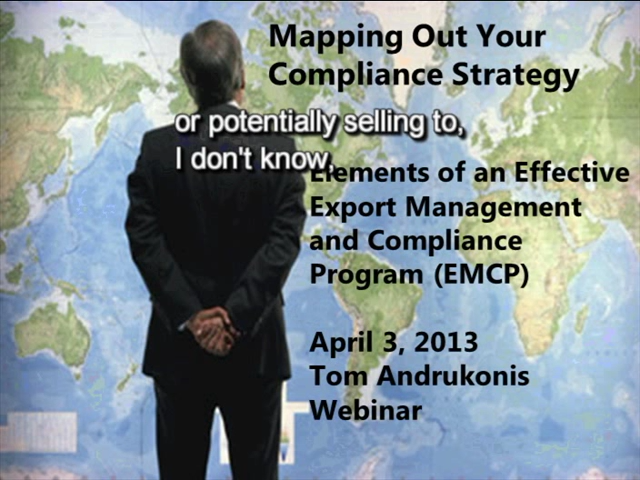 Mapping Out Your
Compliance Strategy
or potentially selling to,
I don't know,
Elements of an Effective
Export Management
and Compliance
Program (EMCP)
April 3, 2013
Tom Andrukonis
Webinar